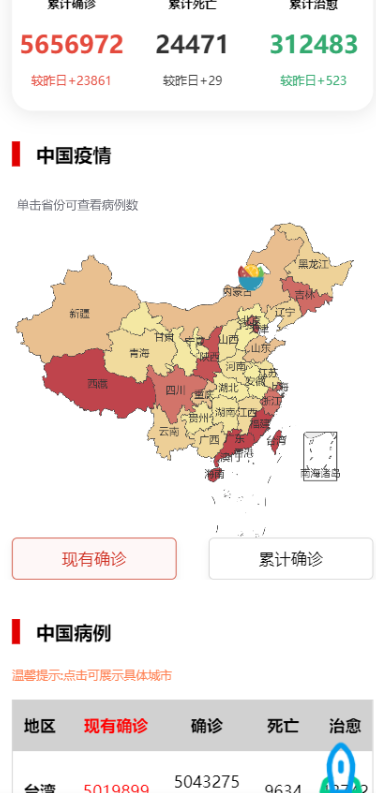 累计确诊 累计死亡 累计治愈
5656972 24471 312483
较昨日+23861 较昨日+29 较昨日+523
中国疫情
单击省份可查看病例数
黑龙江
内蒙古 吉林
新疆 辽宁
北京
天津
甘肃 宁夏 山西
青海 陕西 山东
河南 江苏
西藏 四川 湖北 安徽 上海
重庆 浙江
贵州 湖南 江西
福建
云南 广西 广东 台湾
澳门 香港
海南 南海诸岛
现有确诊 累计确诊
中国病例
温馨提示:点击可展示具体城市
地区 现有确诊 确诊 死亡 治愈
台湾 5019899 5043275 9634